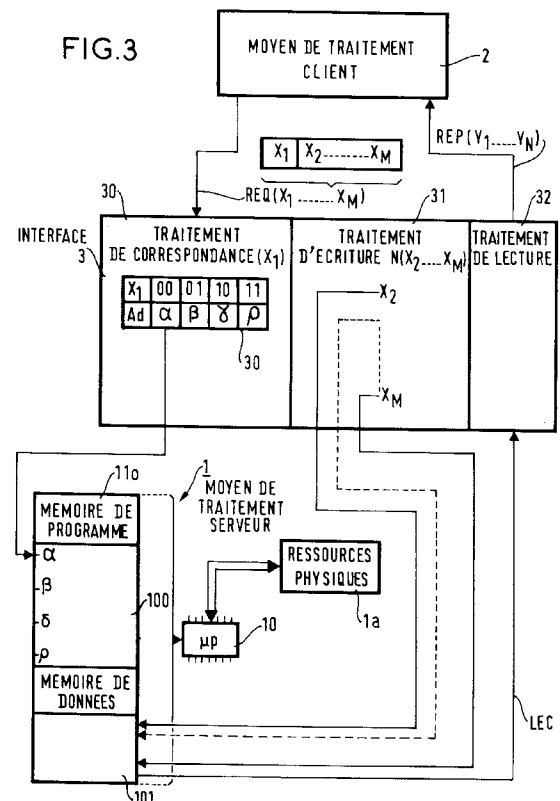 FIG.3
MOYEN DE TRAITEMENT
CLIENT
2
REP(Y1.....YN)
X1 X2........XM
REQ(X1.....XM)
30
31
32
INTERFACE
3
TRAITEMENT
DE CORRESPONDANCE(X1)
X1 00 01 10 11
Ad α β ɣ ρ
30
TRAITEMENT
D'ECRITURE N(X2....XM)
X2
XM
TRAITEMENT
DE LECTURE
110
MEMOIRE DE
PROGRAMME
α
β
δ
ρ
100
MEMOIRE DE
DONNEES
101
1
MOYEN DE
TRAITEMENT
SERVEUR
μp
10
RESSOURCES
PHYSIQUES
1a
LEC